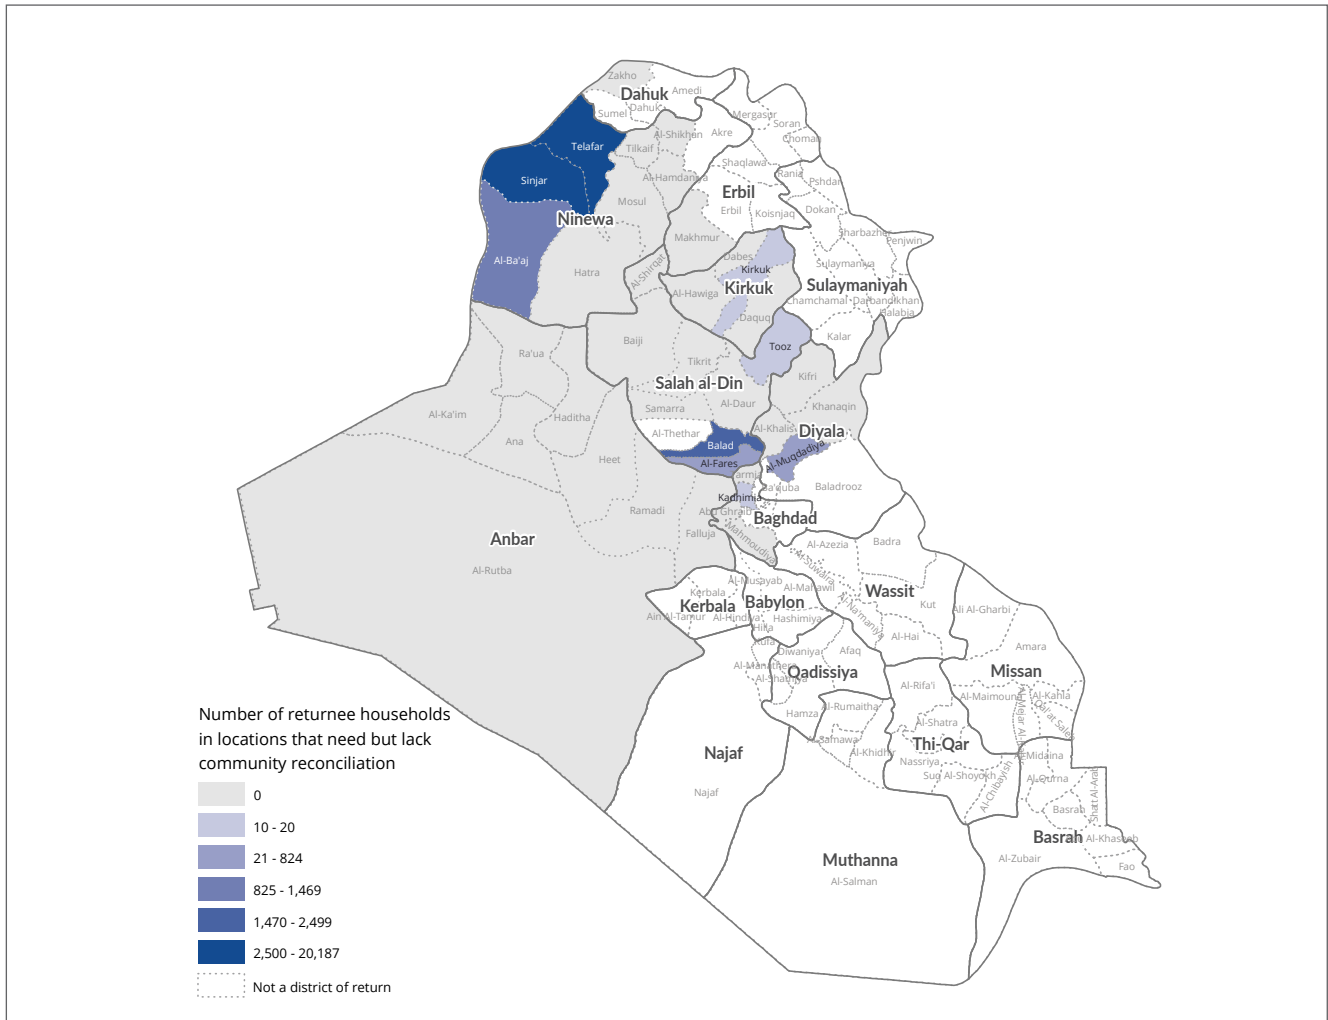 Zakho
Dahuk
Amedi
Sumel
Dahuk
Mergasur
Soran
Choman
Telafar
Tilkaif
Al-Shikhan
Akre
Shaqlawa
Rania
Pshdar
Sinjar
Al-Hamdaniya
Erbil
Mosul
Erbil
Koisnjaq
Dokan
Ninewa
Makhmur
Sharbazher
Penjwin
Al-Ba'aj
Hatra
Al-Shirqat
Dabes
Kirkuk
Sulaymaniya
Al-Hawiga
Kirkuk
Sulaymaniyah
Chamchamal
Darbandikhan
Halabja
Daquq
Kalar
Ra'ua
Baiji
Tooz
Tikrit
Kifri
Salah al-Din
Al-Ka'im
Haditha
Samarra
Al-Daur
Khanaqin
Ana
Al-Thethar
Al-Khalis
Diyala
Balad
Heet
Al-Fares
Al-Muqdadiya
Tarmia
Ba'quba
Baladrooz
Kadhimia
Ramadi
Abu Ghraib
Baghdad
Anbar
Falluja
Mahmoudiya
Al-Azezia
Badra
Al-Rutba
Al-Suwaira
Al-Musayab
Al-Mahawil
Wassit
Kerbala
Kerbala
Babylon
Al-Na'maniya
Kut
Ali Al-Gharbi
Ain Al-Tamur
Al-Hindiya
Hashimiya
Hilla
Al-Hai
Kufa
Diwaniya
Afaq
Amara
Al-Manathera
Qadissiya
Missan
Al-Shamiya
Al-Rifa'i
Al-Maimouna
Al-Kahla
Al-Mejar Al-Kabi
Qal'at Saleh
Hamza
Al-Rumaitha
Al-Shatra
Al-Samawa
Al-Khidhir
Thi-Qar
Najaf
Nassriya
Al-Midaina
Suq Al-Shoyokh
Al-Chibayish
Al-Qurna
Najaf
Shatt Al-Arab
Basrah
Basrah
Abu Al-Khaseeb
Muthanna
Al-Zubair
Fao
Al-Salman
Number of returnee households
in locations that need but lack
community reconciliation
0
10 - 20
21 - 824
825 - 1,469
1,470 - 2,499
2,500 - 20,187
Not a district of return